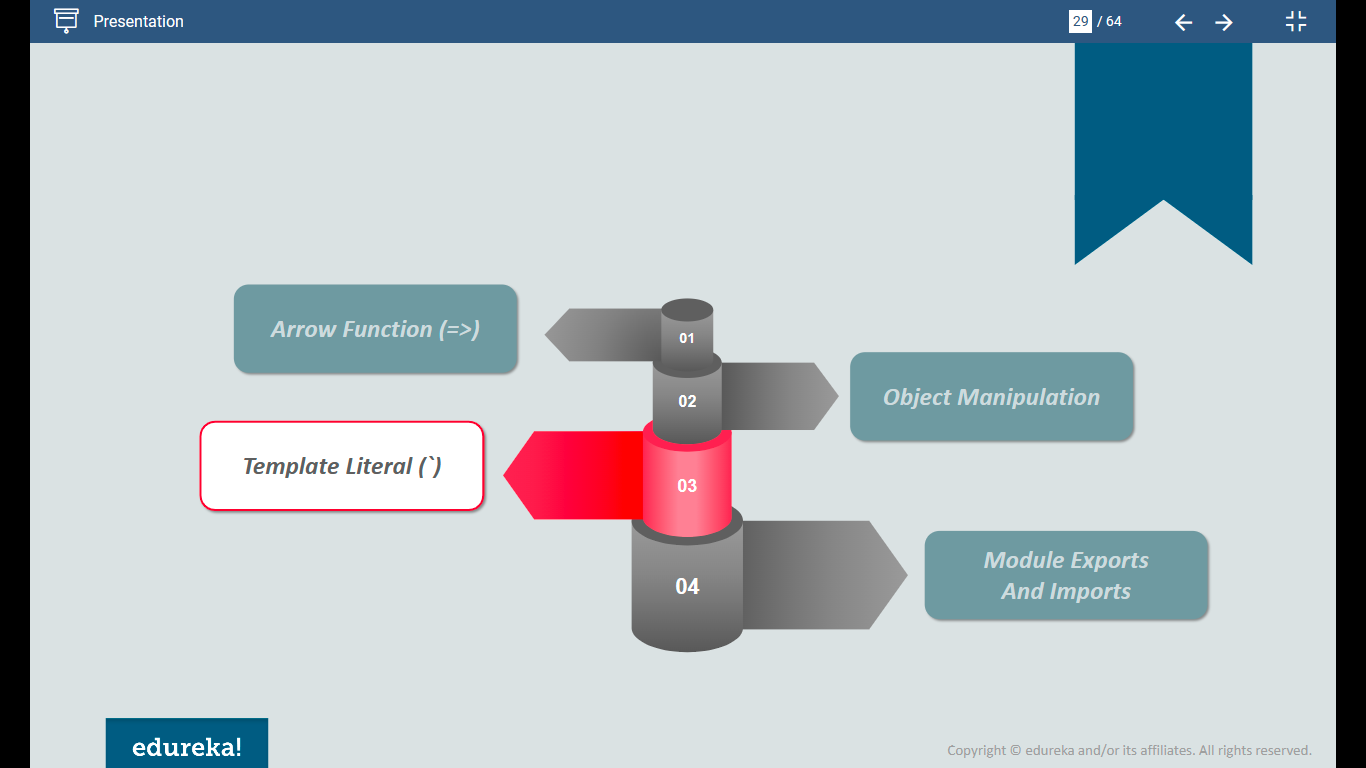 Presentation
29 / 64
Arrow Function (=>)
01
02
Object Manipulation
Template Literal (`)
03
04
Module Exports
And Imports
edureka!
Copyright © edureka and/or its affiliates. All rights reserved.